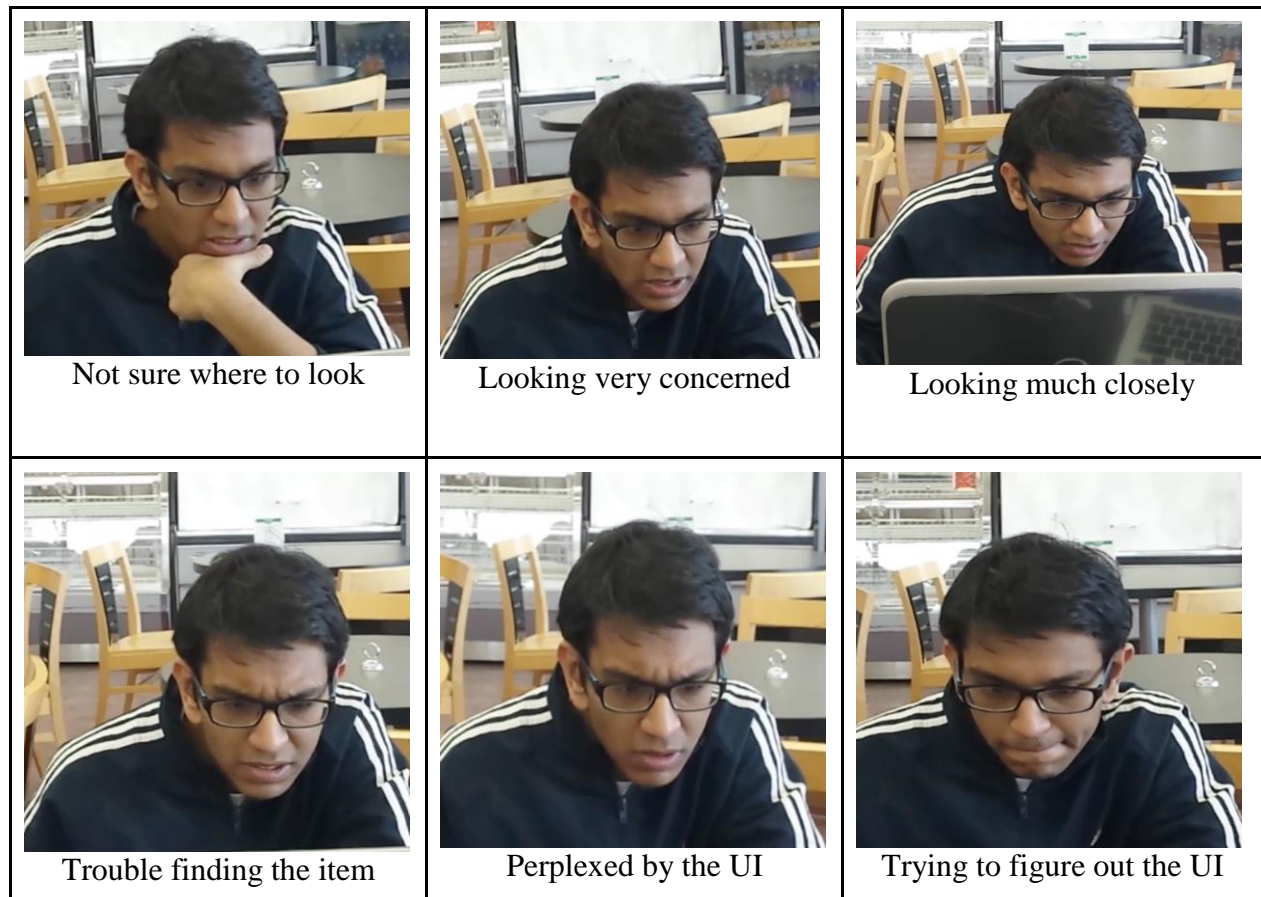 Not sure where to look
Looking very concerned
Looking much closely
Trouble finding the item
Perplexed by the UI
Trying to figure out the UI